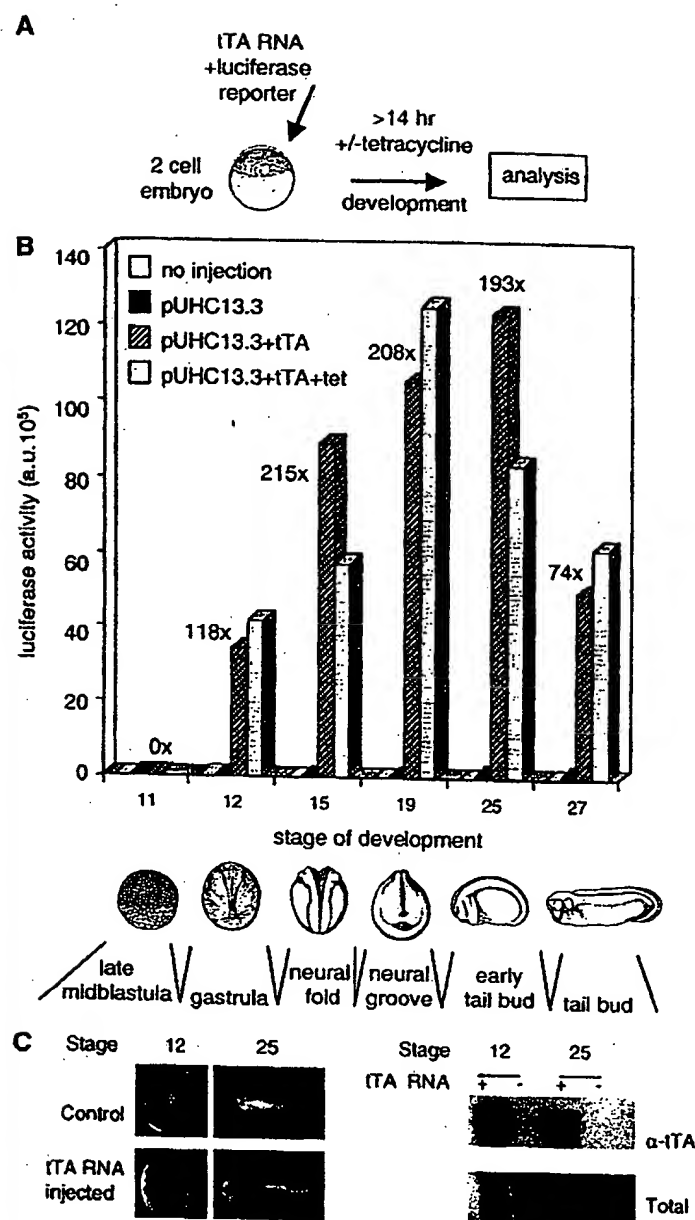 A
tTA RNA
+luciferase
reporter
2 cell
embryo
>14 hr
+/-tetracycline
development
analysis
B
140
120
100
80
60
40
20
0
luciferase activity (a.u.10⁵)
no injection
pUHC13.3
pUHC13.3+tTA
pUHC13.3+tTA+tet
0x
118x
215x
208x
193x
74x
11 12 15 19 25 27
stage of development
late
midblastula
gastrula
neural
fold
neural
groove
early
tail bud
tail bud
C
Stage 12 25
Control
tTA RNA
injected
Stage 12 25
tTA RNA + - + -
α-tTA
Total